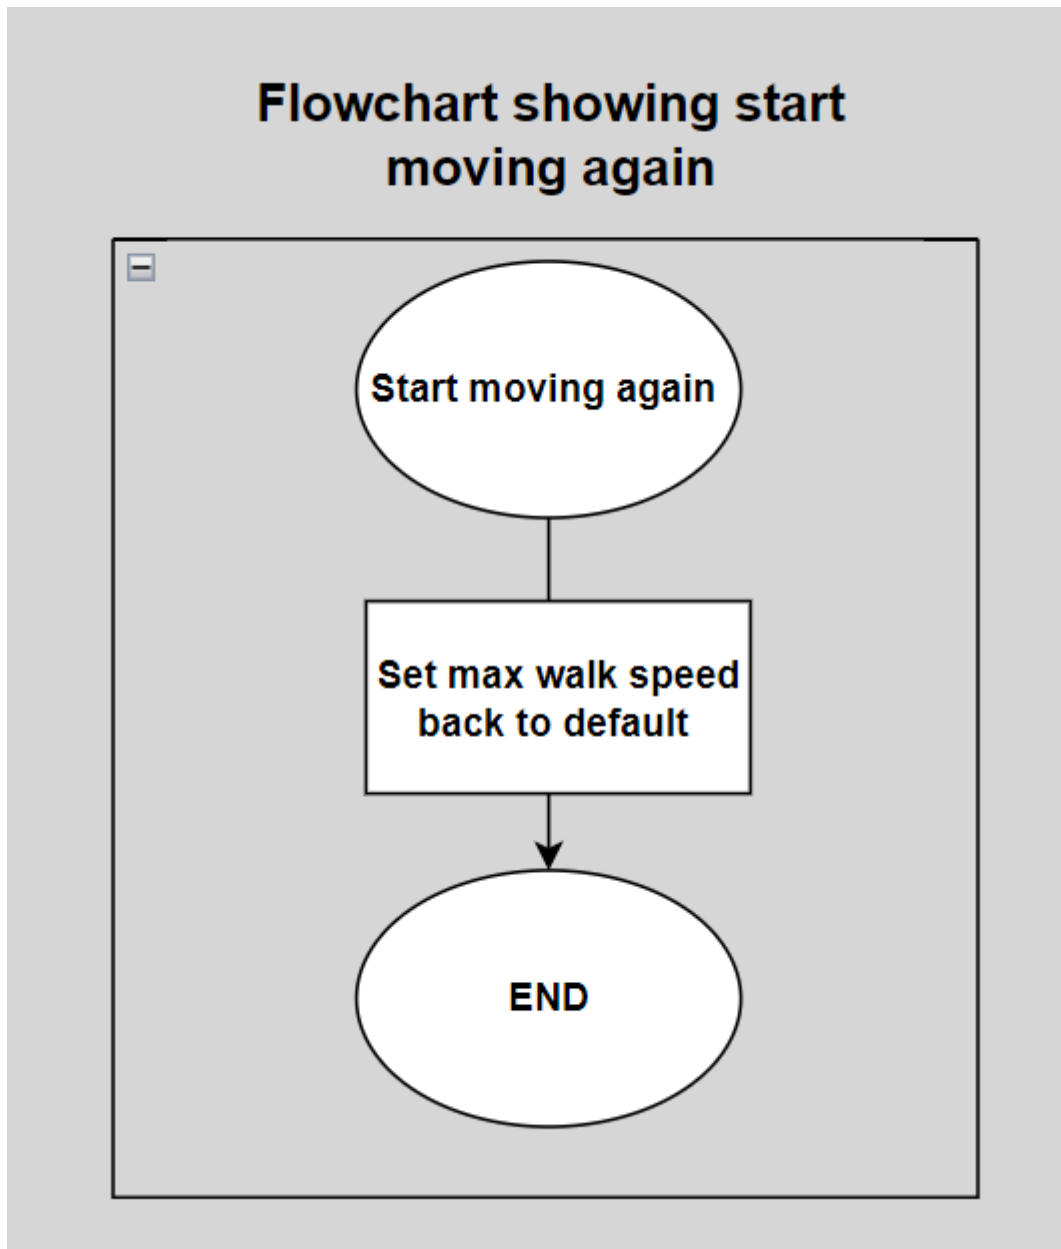 Flowchart showing start
moving again
Start moving again
Set max walk speed
back to default
END